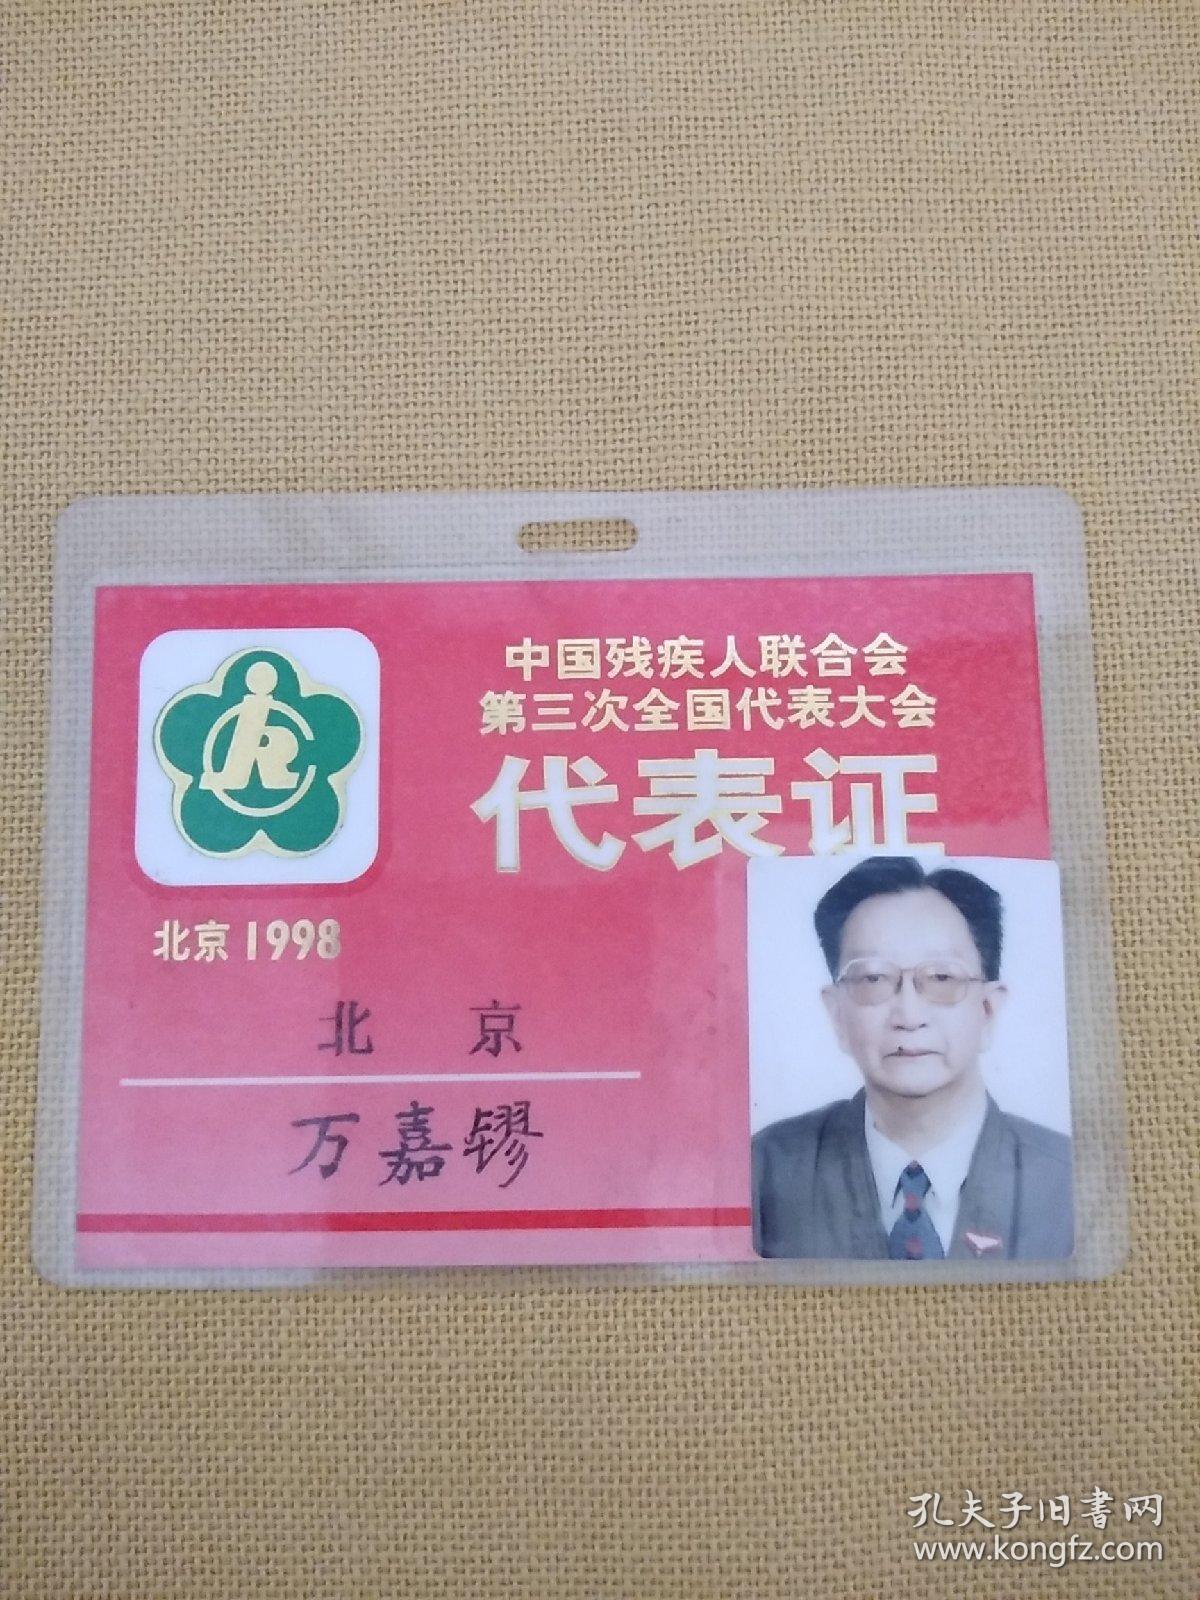 中国残疾人联合会
第三次全国代表大会
代表证
北京 1998
北 京
万嘉镠
孔夫子旧书网
www.kongfz.com